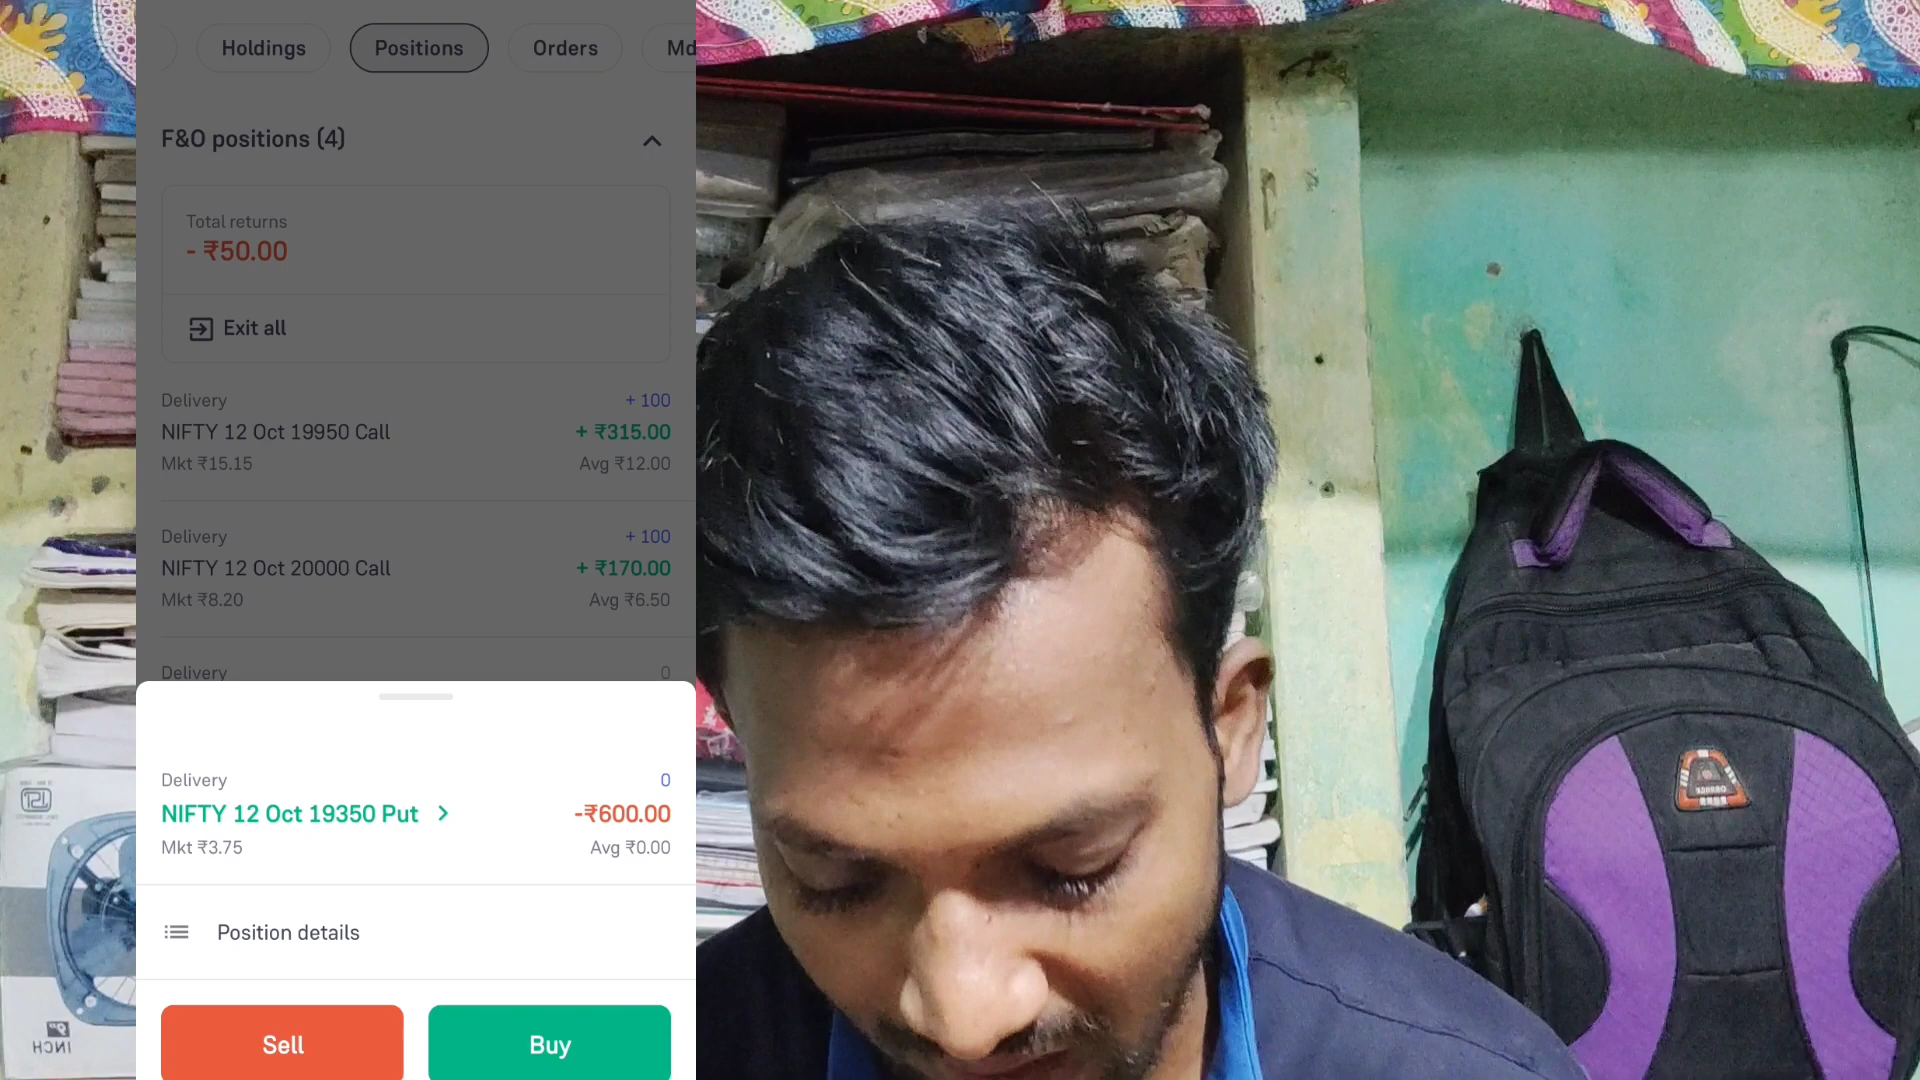 Holdings
Positions
Orders
F&O positions (4)
Total returns
- ₹50.00
Exit all
Delivery
+ 100
NIFTY 12 Oct 19950 Call
+ ₹315.00
Mkt ₹15.15
Avg ₹12.00
Delivery
+ 100
NIFTY 12 Oct 20000 Call
+ ₹170.00
Mkt ₹8.20
Avg ₹6.50
Delivery
0
Delivery
0
NIFTY 12 Oct 19350 Put
-₹600.00
Mkt ₹3.75
Avg ₹0.00
Position details
Sell
Buy
9"
INCH